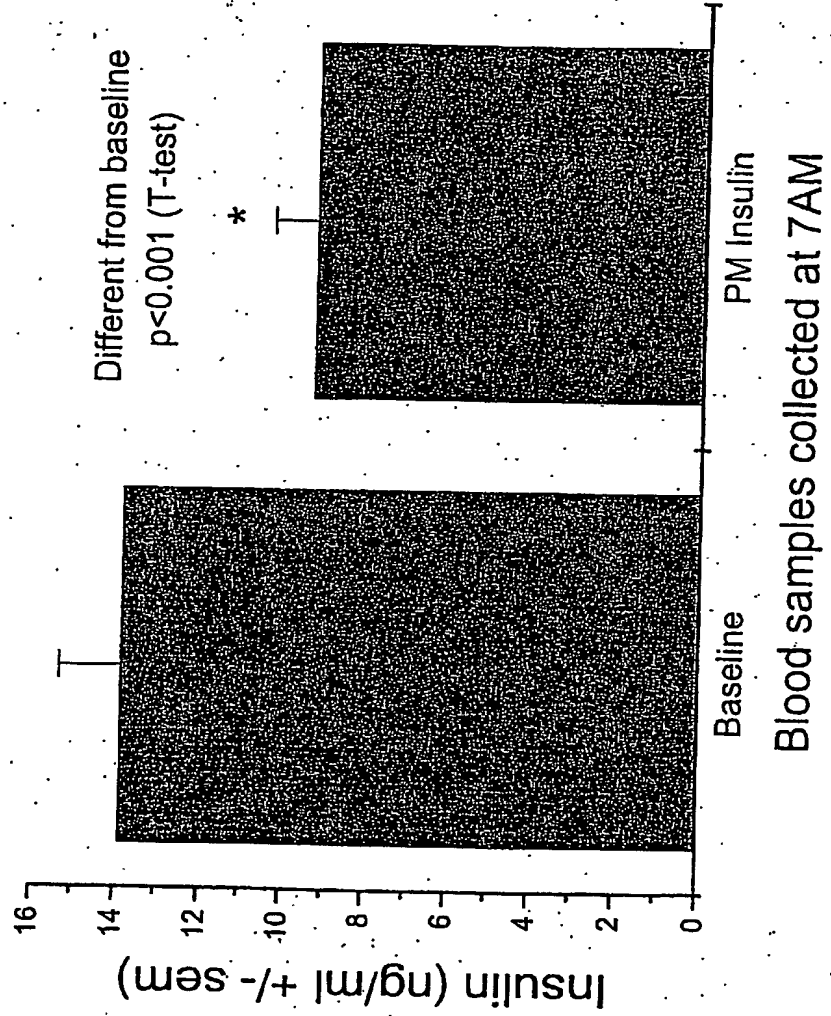 Different from baseline
p<0.001 (T-test)
*
Insulin (ng/ml +/- sem)
16
14
12
10
8
6
4
2
0
Baseline
PM Insulin
Blood samples collected at 7AM